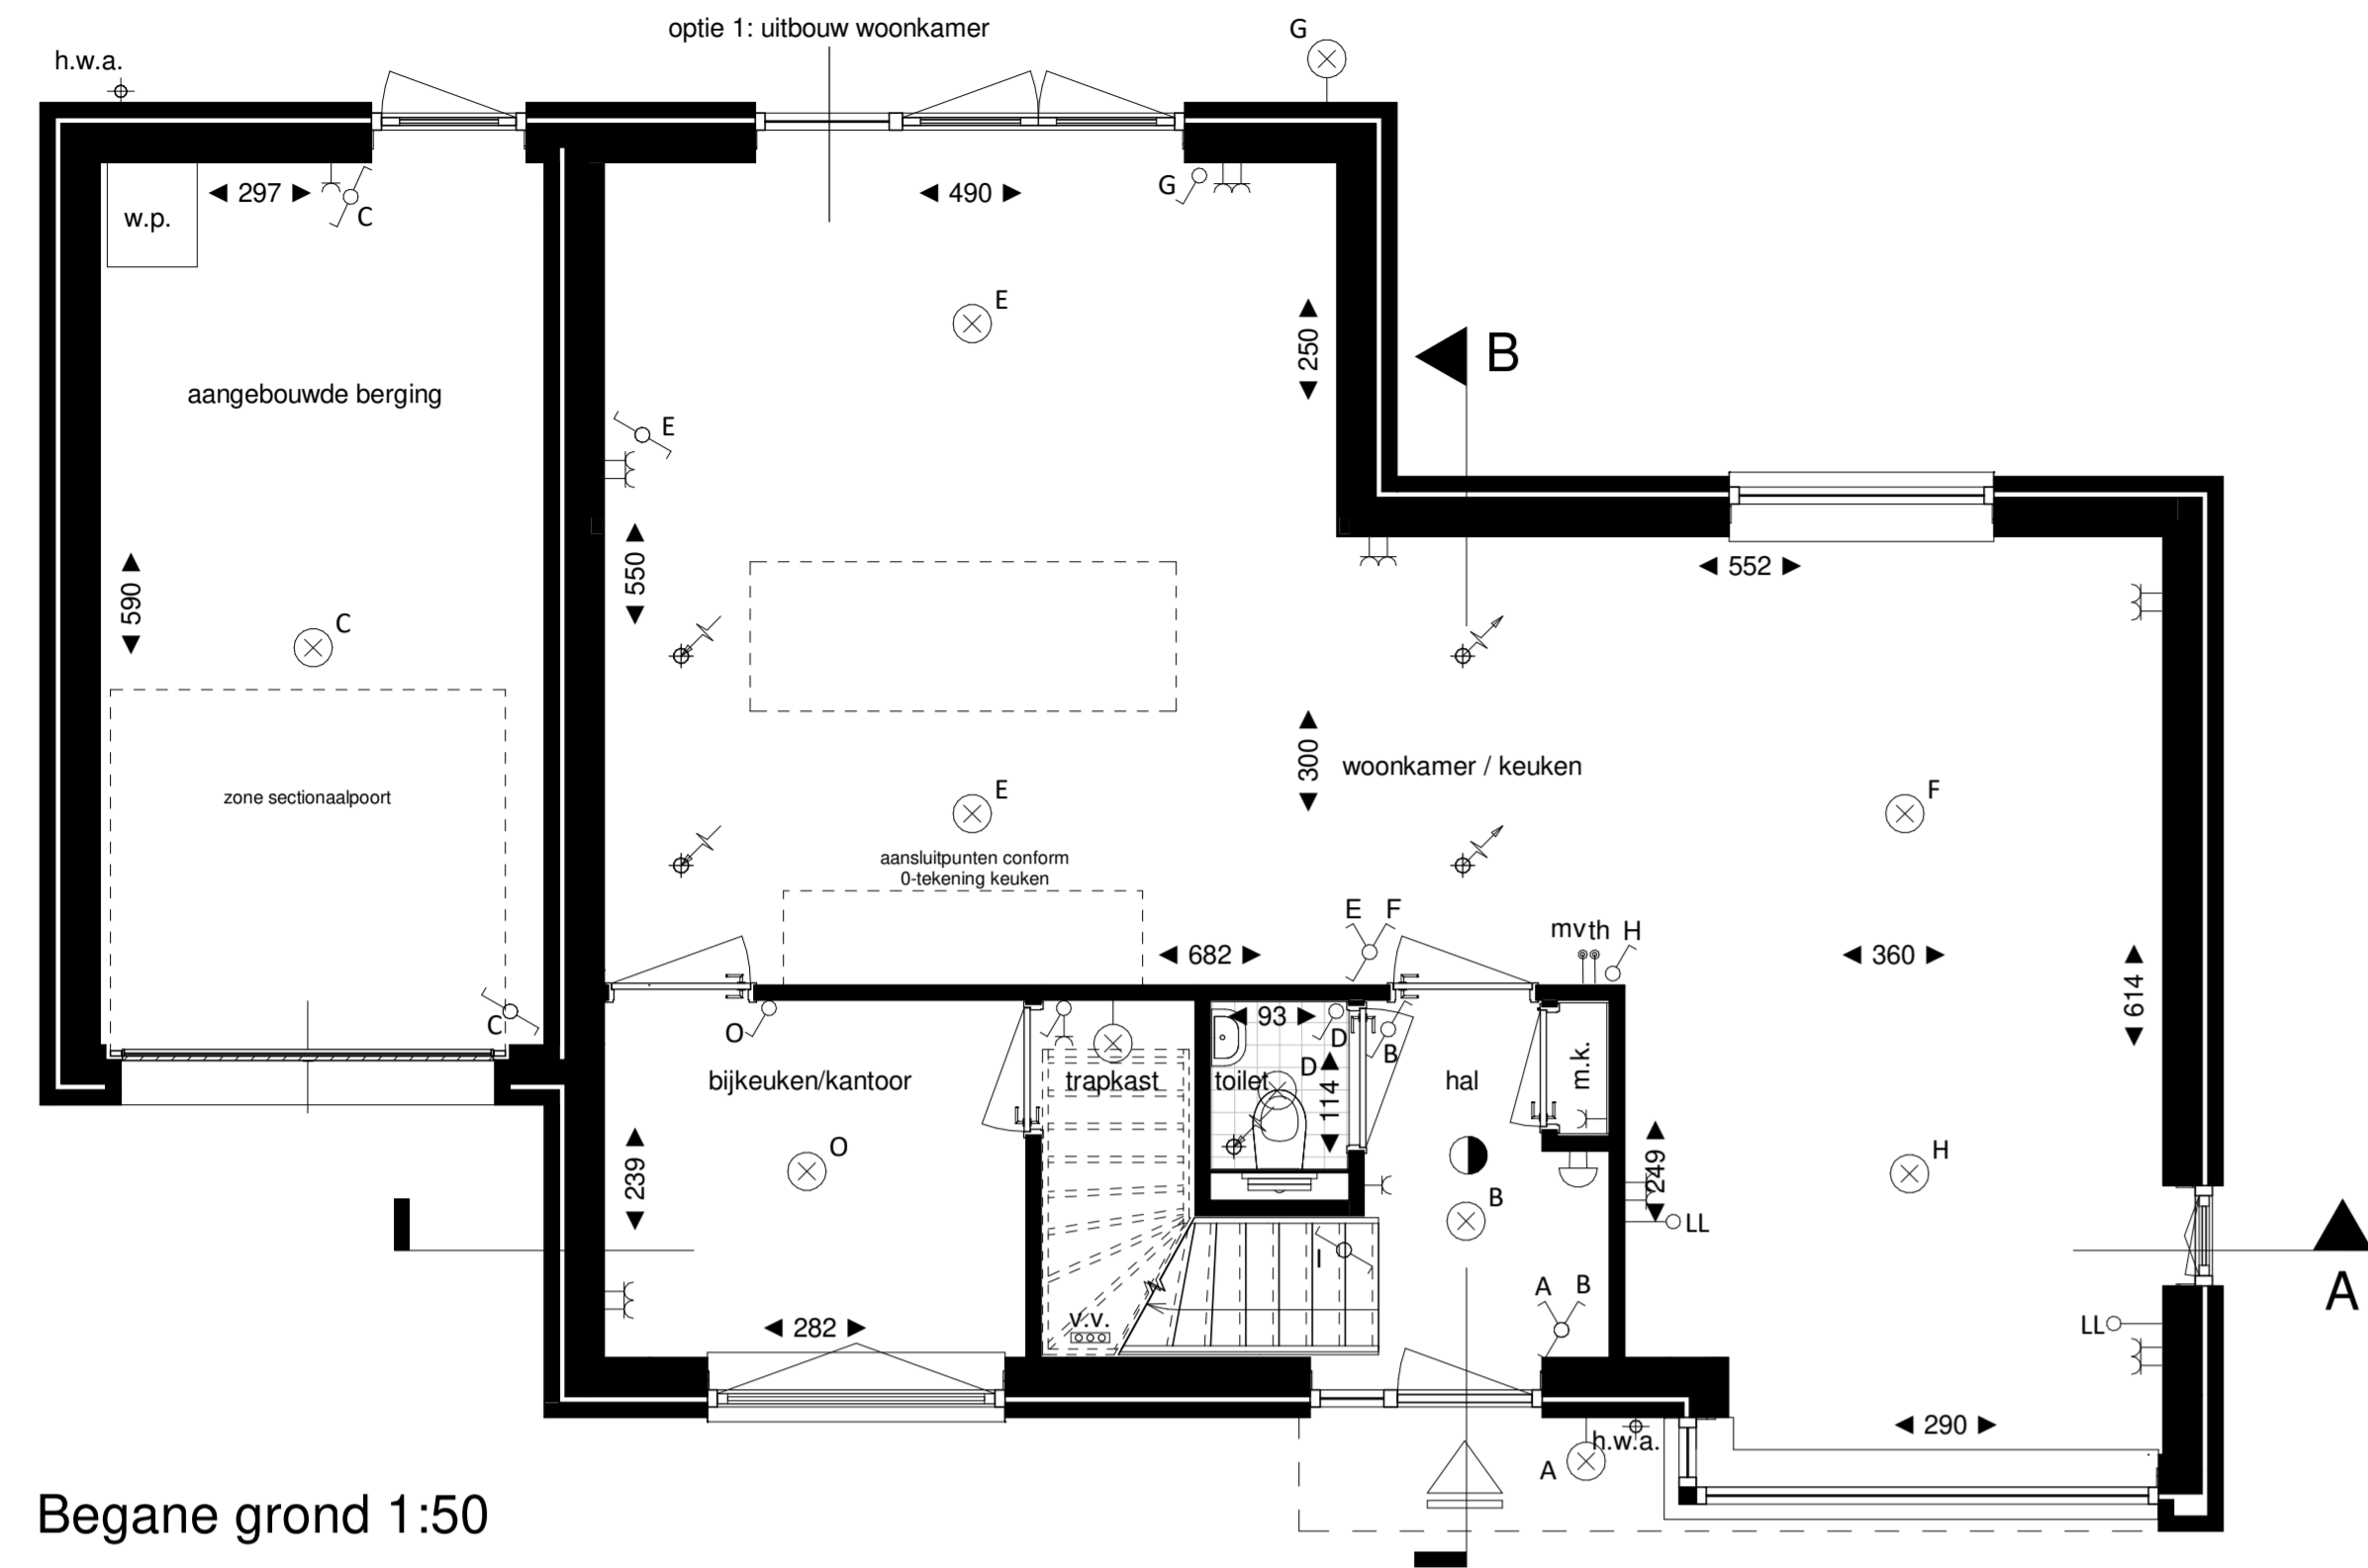 optie 1: uitbouw woonkamer
G
h.w.a.
w.p.
297
C
490
G
E
250
B
aangebouwde berging
E
590
550
552
C
zone sectionaalpoort
300
woonkamer / keuken
E
F
aansluitpunten conform
0-tekening keuken
E F
682
mv th H
360
614
C
O
93
D
B
bijkeuken/kantoor
trapkast
toilet
D
114
hal
m.k.
O
239
249
H
B
LL
I
A B
A
282
v.v.
LL
290
h.w.a.
A
Begane grond 1:50